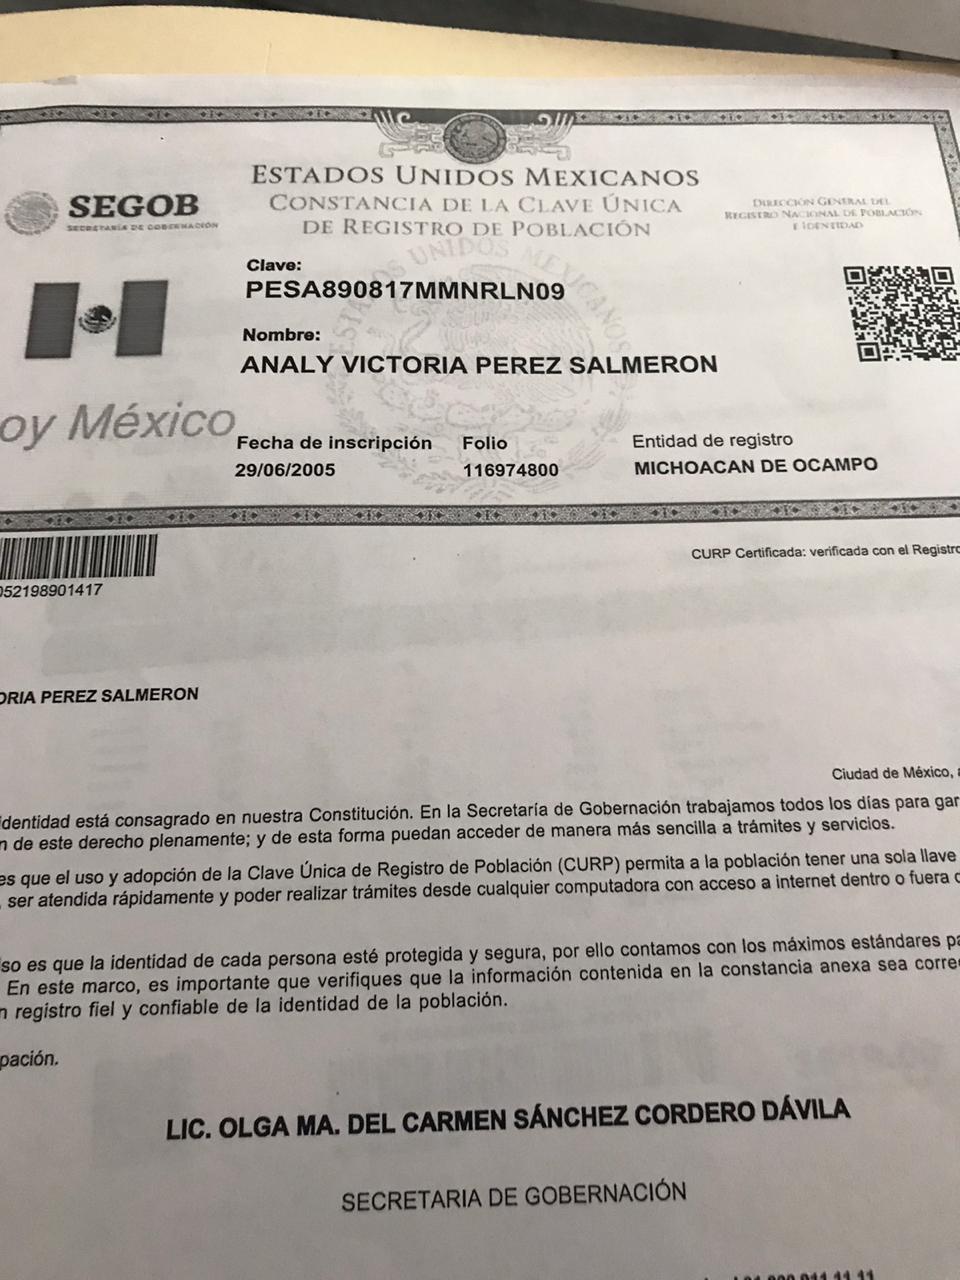 ESTADOS UNIDOS MEXICANOS
CONSTANCIA DE LA CLAVE ÚNICA
DE REGISTRO DE POBLACIÓN
SEGOB
SECRETARÍA DE GOBERNACIÓN
DIRECCIÓN GENERAL DEL
REGISTRO NACIONAL DE POBLACIÓN
E IDENTIDAD
Clave:
PESA890817MMNRLN09
Nombre:
ANALY VICTORIA PEREZ SALMERON
oy México
Fecha de inscripción Folio Entidad de registro
29/06/2005 116974800 MICHOACAN DE OCAMPO
ESTADOS UNIDOS MEXICANOS
CURP Certificada: verificada con el Registro
052198901417
ORIA PEREZ SALMERON
Ciudad de México, a
identidad está consagrado en nuestra Constitución. En la Secretaría de Gobernación trabajamos todos los días para gar
n de este derecho plenamente; y de esta forma puedan acceder de manera más sencilla a trámites y servicios.
es que el uso y adopción de la Clave Única de Registro de Población (CURP) permita a la población tener una sola llave
, ser atendida rápidamente y poder realizar trámites desde cualquier computadora con acceso a internet dentro o fuera d
so es que la identidad de cada persona esté protegida y segura, por ello contamos con los máximos estándares pa
. En este marco, es importante que verifiques que la información contenida en la constancia anexa sea corre
n registro fiel y confiable de la identidad de la población.
pación.
LIC. OLGA MA. DEL CARMEN SÁNCHEZ CORDERO DÁVILA
SECRETARIA DE GOBERNACIÓN